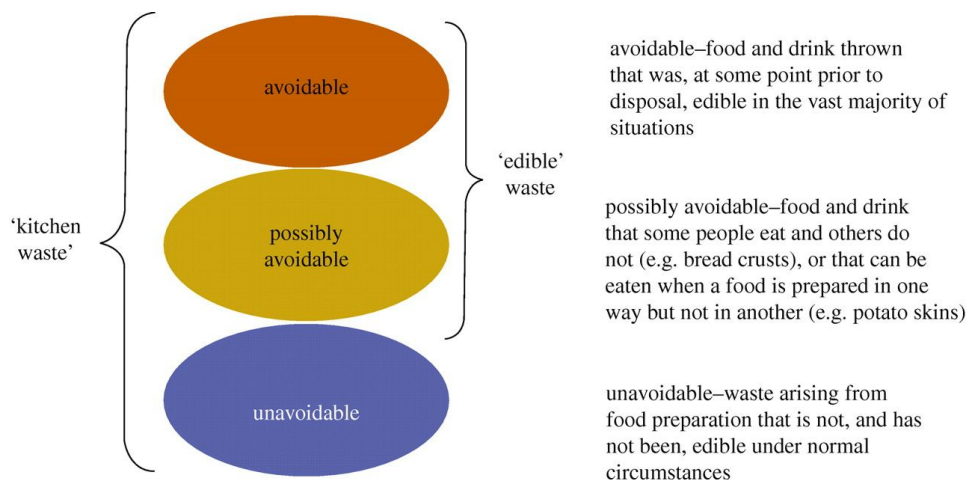 avoidable
possibly
avoidable
unavoidable
‘kitchen
waste’
‘edible’
waste
avoidable–food and drink thrown
that was, at some point prior to
disposal, edible in the vast majority of
situations
possibly avoidable–food and drink
that some people eat and others do
not (e.g. bread crusts), or that can be
eaten when a food is prepared in one
way but not in another (e.g. potato skins)
unavoidable–waste arising from
food preparation that is not, and has
not been, edible under normal
circumstances